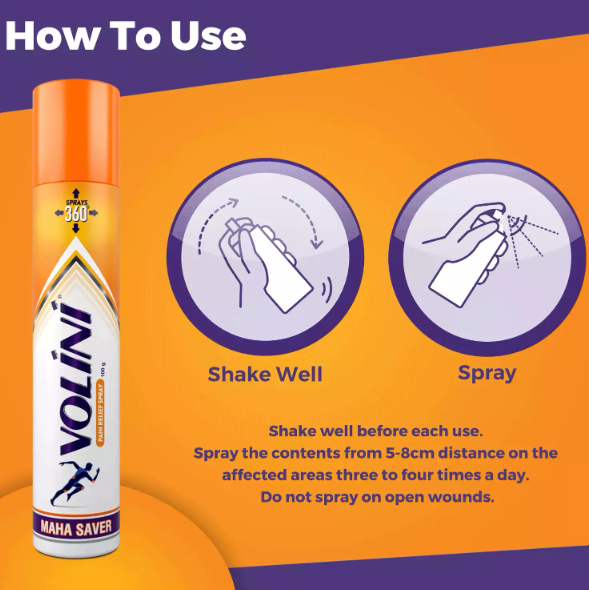 How To Use
SPRAYS
360°
VOLINI
PAIN RELIEF SPRAY
100 g
MAHA SAVER
Shake Well
Spray
Shake well before each use.
Spray the contents from 5-8cm distance on the
affected areas three to four times a day.
Do not spray on open wounds.